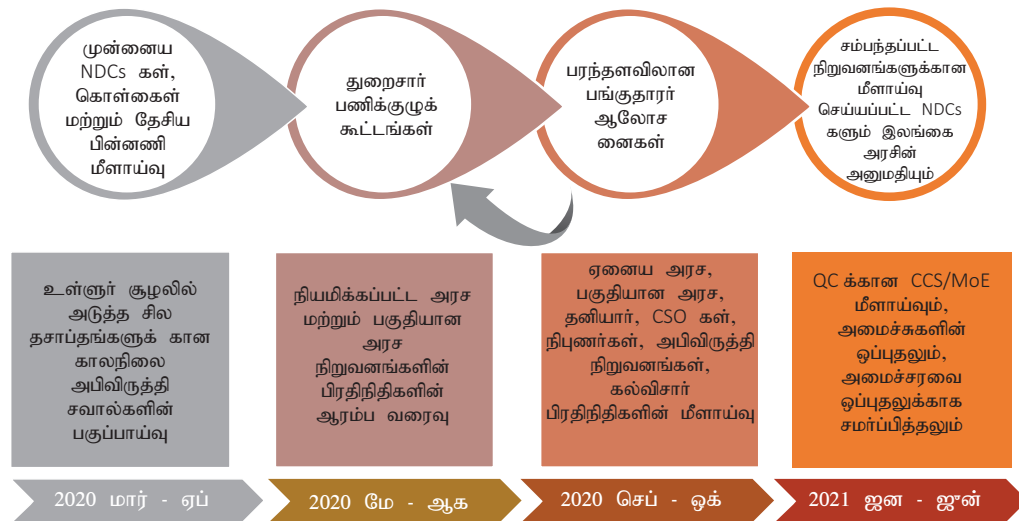 முன்னைய
NDCs கள்,
கொள்கைகள்
மற்றும் தேசிய
பின்னணி
மீளாய்வு
துறைசார்
பணிக்குழுக்
கூட்டங்கள்
பரந்தளவிலான
பங்குதாரர்
ஆலோச
னைகள்
சம்பந்தப்பட்ட
நிறுவனங்களுக்கான
மீளாய்வு
செய்யப்பட்ட NDCs
களும் இலங்கை
அரசின்
அனுமதியும்
உள்ளுர் சூழலில்
அடுத்த சில
தசாப்தங்களுக் கான
காலநிலை
அபிவிருத்தி
சவால்களின்
பகுப்பாய்வு
நியமிக்கப்பட்ட அரச
மற்றும் பகுதியான
அரச
நிறுவனங்களின்
பிரதிநிதிகளின்
ஆரம்ப வரைவு
ஏனைய அரச,
பகுதியான அரச,
தனியார், CSO கள்,
நிபுணர்கள், அபிவிருத்தி
நிறுவனங்கள்,
கல்விசார்
பிரதிநிதிகளின் மீளாய்வு
QC க்கான CCS/MoE
மீளாய்வும்,
அமைச்சுகளின்
ஒப்புதலும்,
அமைச்சரவை
ஒப்புதலுக்காக
சமர்ப்பித்தலும்
2020 மார் - ஏப்
2020 மே - ஆக
2020 செப் - ஒக்
2021 ஜன - ஜுன்